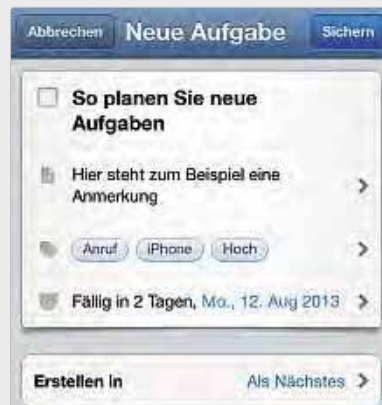 Abbrechen Neue Aufgabe Sichern
So planen Sie neue
Aufgaben
Hier steht zum Beispiel eine
Anmerkung
Anruf iPhone Hoch
Fällig in 2 Tagen, Mo., 12. Aug 2013
Erstellen in Als Nächstes